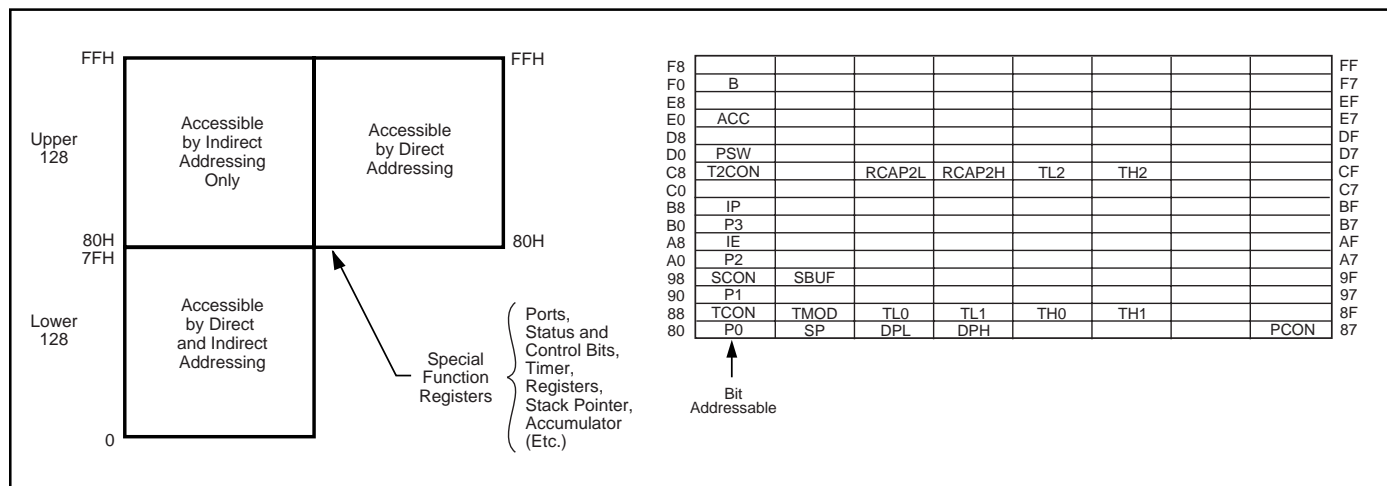 FFH
FFH
Upper
128
Accessible
by Indirect
Addressing
Only
Accessible
by Direct
Addressing
80H
7FH
80H
Lower
128
Accessible
by Direct
and Indirect
Addressing
0
Special
Function
Registers
Ports,
Status and
Control Bits,
Timer,
Registers,
Stack Pointer,
Accumulator
(Etc.)
F8 FF
F0 B F7
E8 EF
E0 ACC E7
D8 DF
D0 PSW D7
C8 T2CON RCAP2L RCAP2H TL2 TH2 CF
C0 C7
B8 IP BF
B0 P3 B7
A8 IE AF
A0 P2 A7
98 SCON SBUF 9F
90 P1 97
88 TCON TMOD TL0 TL1 TH0 TH1 8F
80 P0 SP DPL DPH PCON 87
Bit
Addressable